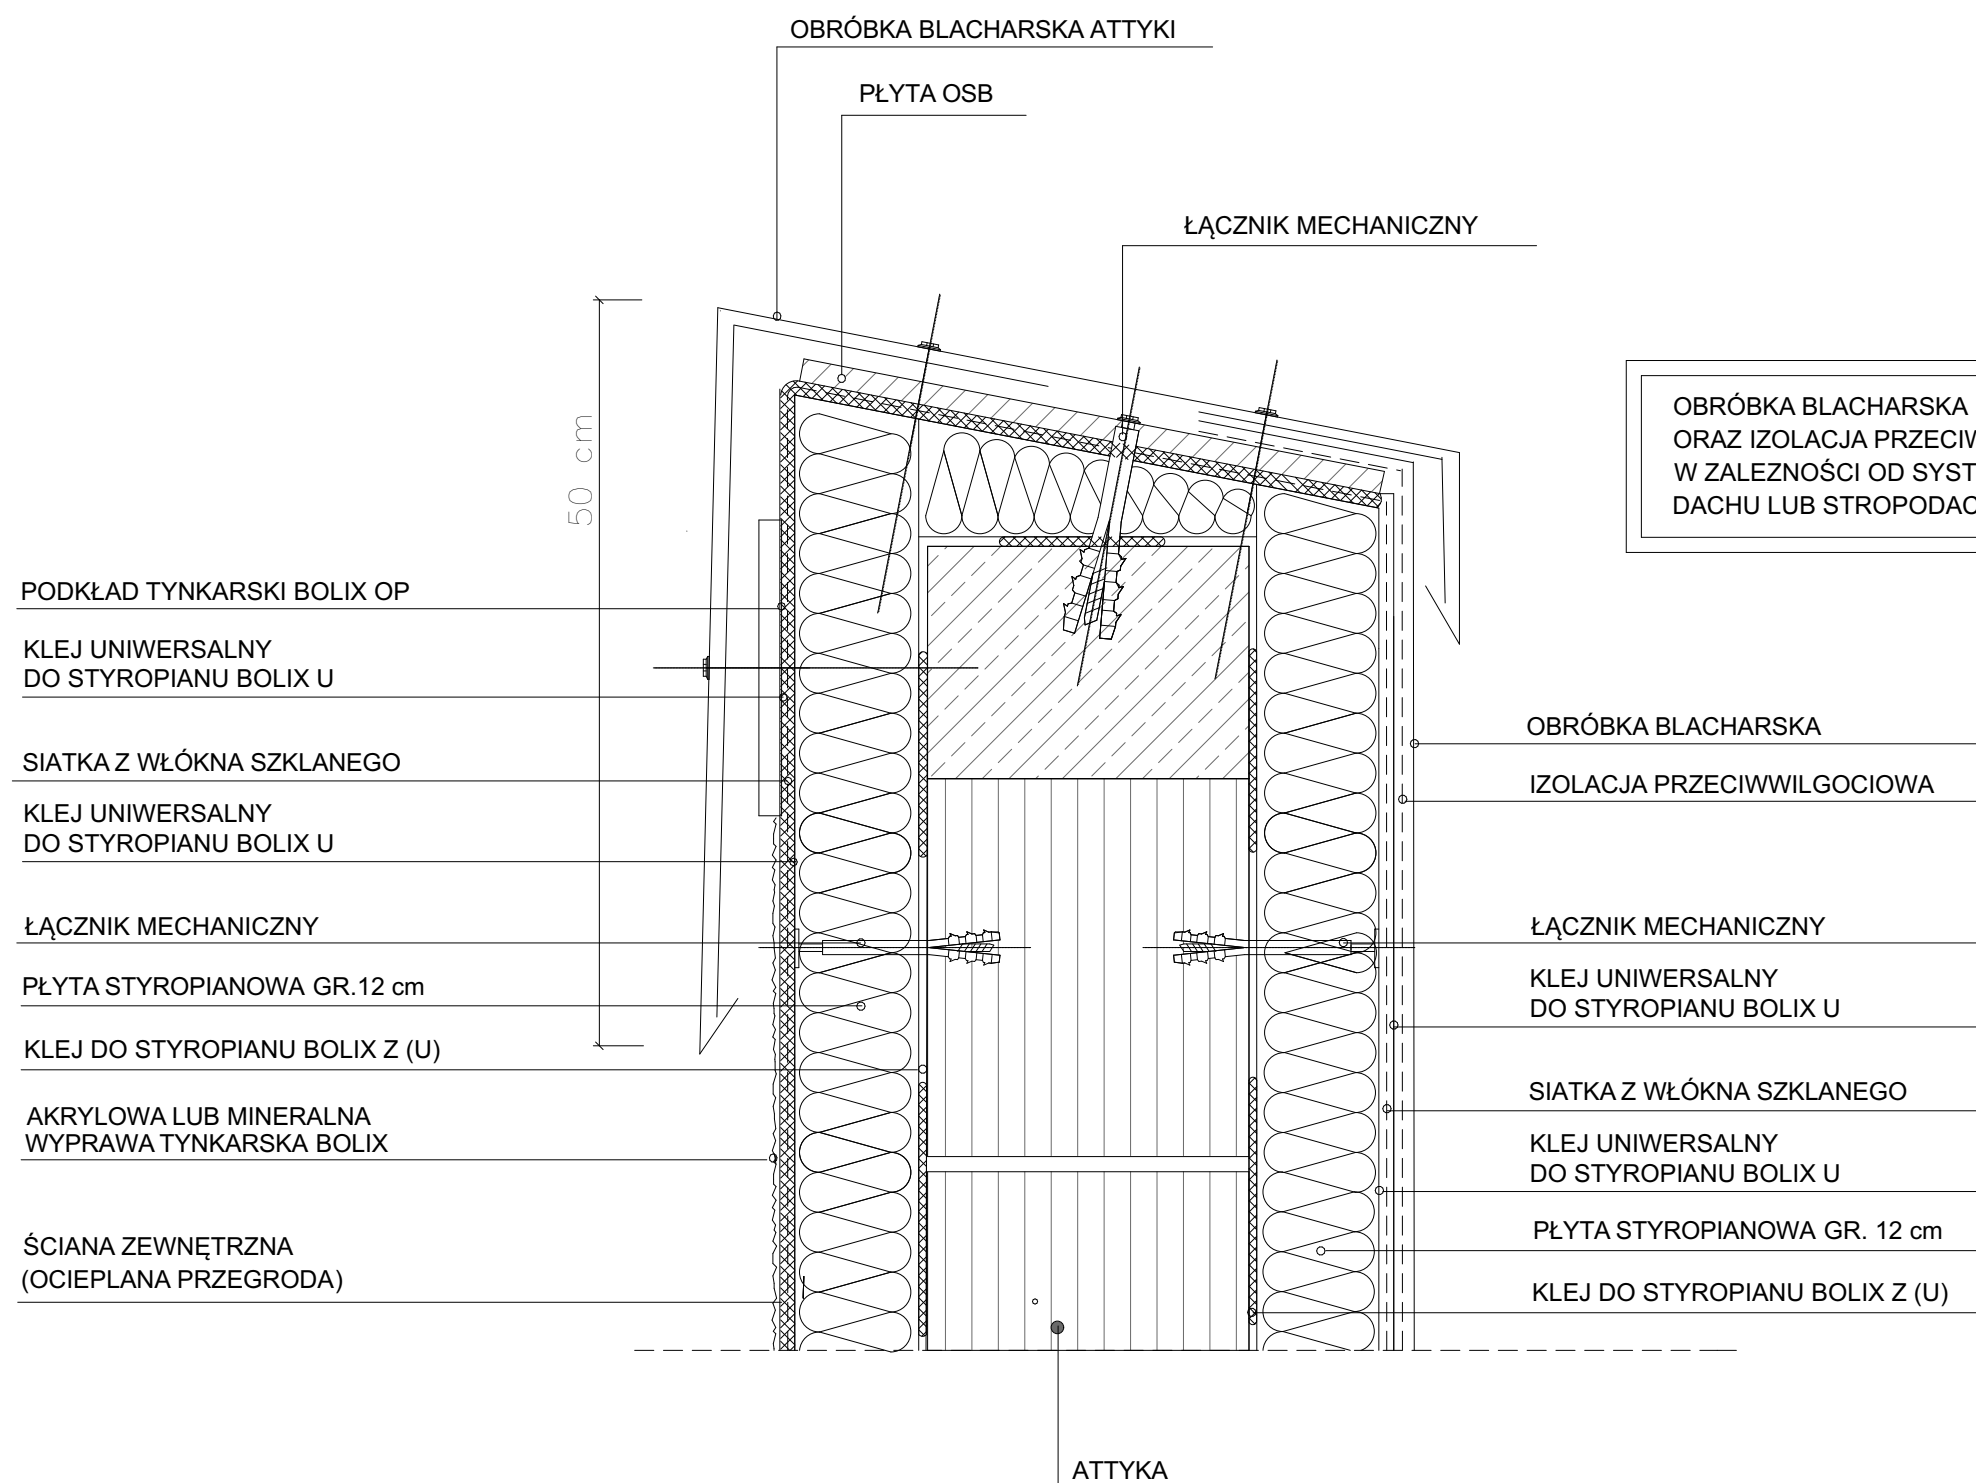 OBRÓBKA BLACHARSKA ATTYKI
PŁYTA OSB
ŁĄCZNIK MECHANICZNY
50 cm
OBRÓBKA BLACHARSKA
ORAZ IZOLACJA
W ZALEZNOŚCI OD
DACHU LUB
PODKŁAD TYNKARSKI BOLIX OP
KLEJ UNIWERSALNY
DO STYROPIANU BOLIX U
SIATKA Z WŁÓKNA SZKLANEGO
KLEJ UNIWERSALNY
DO STYROPIANU BOLIX U
ŁĄCZNIK MECHANICZNY
PŁYTA STYROPIANOWA GR.12 cm
KLEJ DO STYROPIANU BOLIX Z (U)
AKRYLOWA LUB MINERALNA
WYPRAWA TYNKARSKA BOLIX
ŚCIANA ZEWNĘTRZNA
(OCIEPLANA PRZEGRODA)
OBRÓBKA BLACHARSKA
IZOLACJA PRZECIWWILGOCIOWA
ŁĄCZNIK MECHANICZNY
KLEJ UNIWERSALNY
DO STYROPIANU BOLIX U
SIATKA Z WŁÓKNA SZKLANEGO
KLEJ UNIWERSALNY
DO STYROPIANU BOLIX U
PŁYTA STYROPIANOWA GR. 12 cm
KLEJ DO STYROPIANU BOLIX Z (U)
ATTYKA